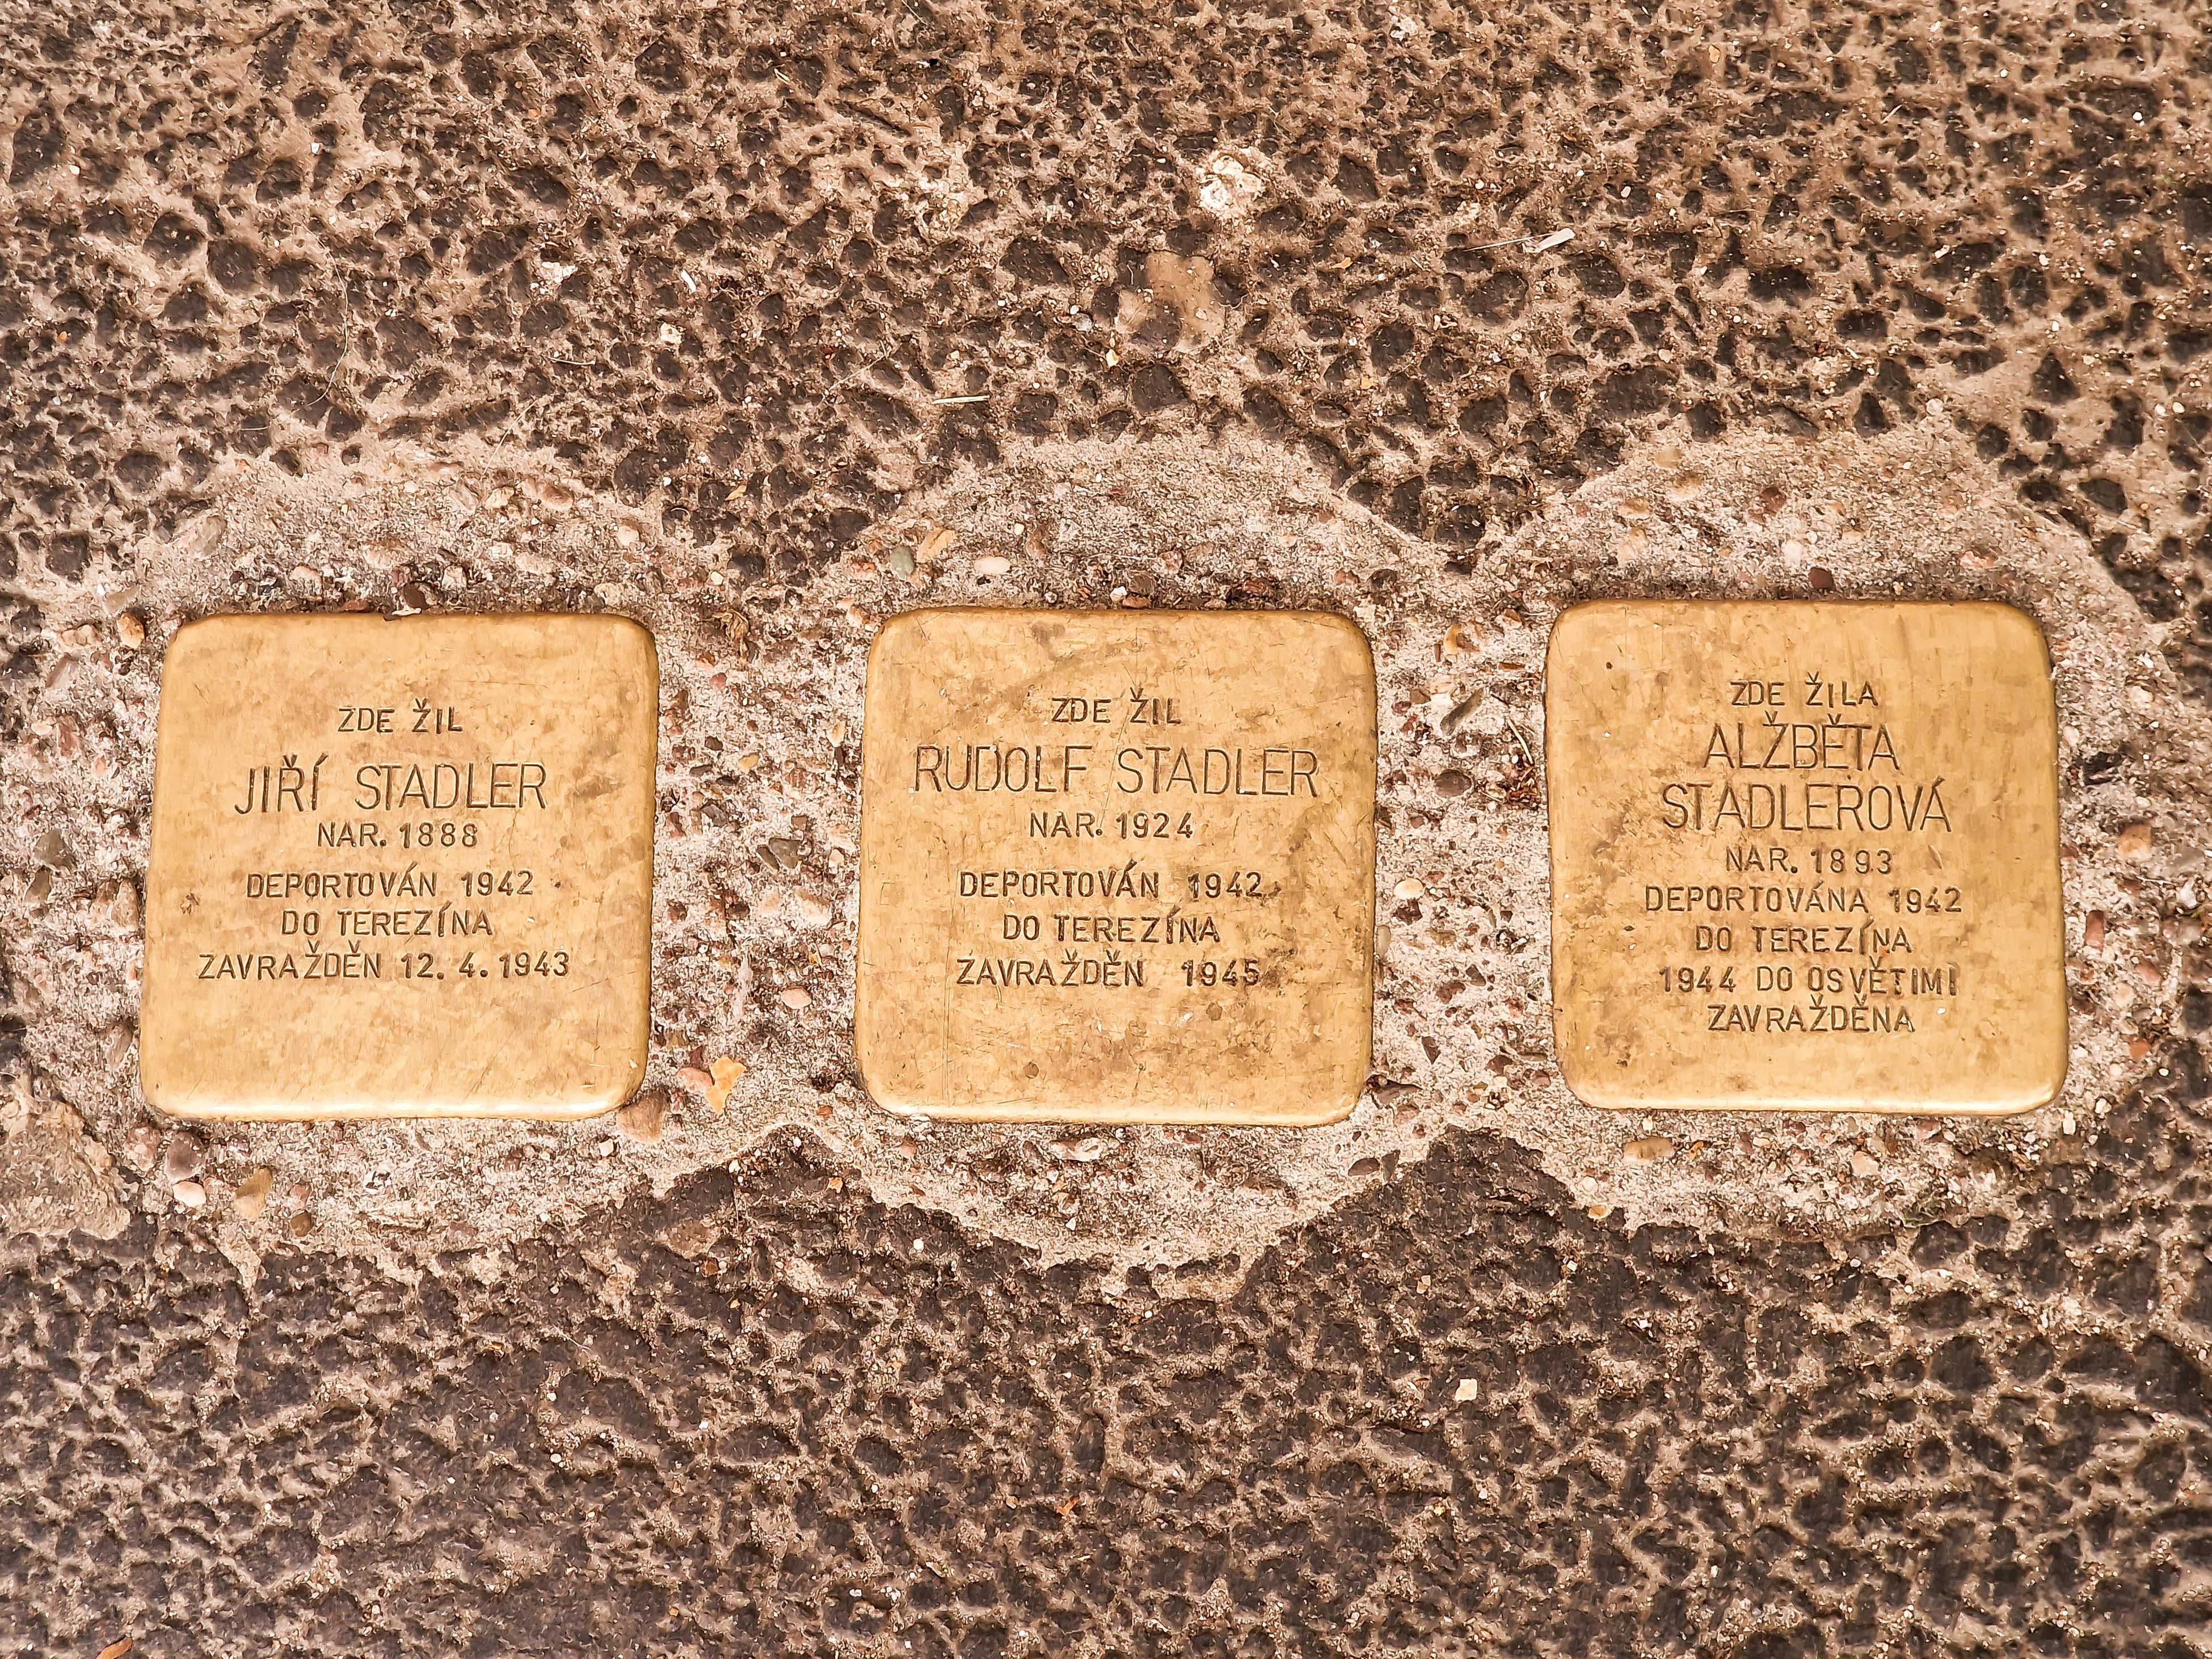 ZDE ŽIL
JIŘÍ STADLER
NAR. 1888
DEPORTOVÁN 1942
DO TEREZÍNA
ZAVRAŽDĚN 12. 4. 1943
ZDE ŽIL
RUDOLF STADLER
NAR. 1924
DEPORTOVÁN 1942
DO TEREZÍNA
ZAVRAŽDĚN 1945
ZDE ŽILA
ALŽBĚTA
STADLEROVÁ
NAR. 1893
DEPORTOVÁNA 1942
DO TEREZÍNA
1944 DO OSVĚTIMI
ZAVRAŽDĚNA